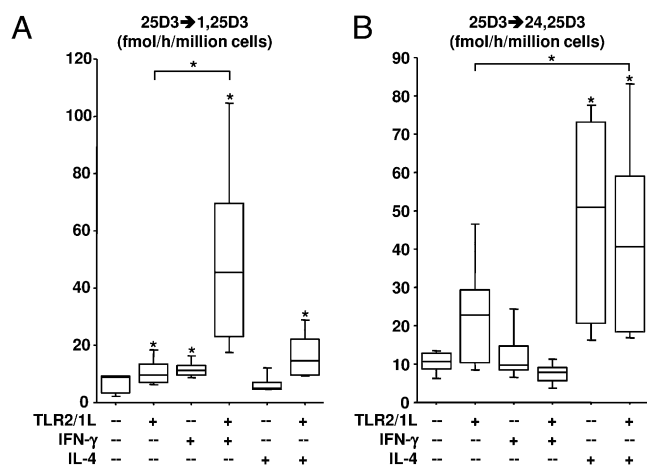 A
25D3➔1,25D3
(fmol/h/million cells)
120
100
80
60
40
20
0
*
*
*
*
*
TLR2/1L -- + -- + -- +
IFN-γ -- -- + + -- --
IL-4 -- -- -- -- + +
B
25D3➔24,25D3
(fmol/h/million cells)
90
80
70
60
50
40
30
20
10
0
*
*
*
TLR2/1L -- + -- + -- +
IFN-γ -- -- + + -- --
IL-4 -- -- -- -- + +